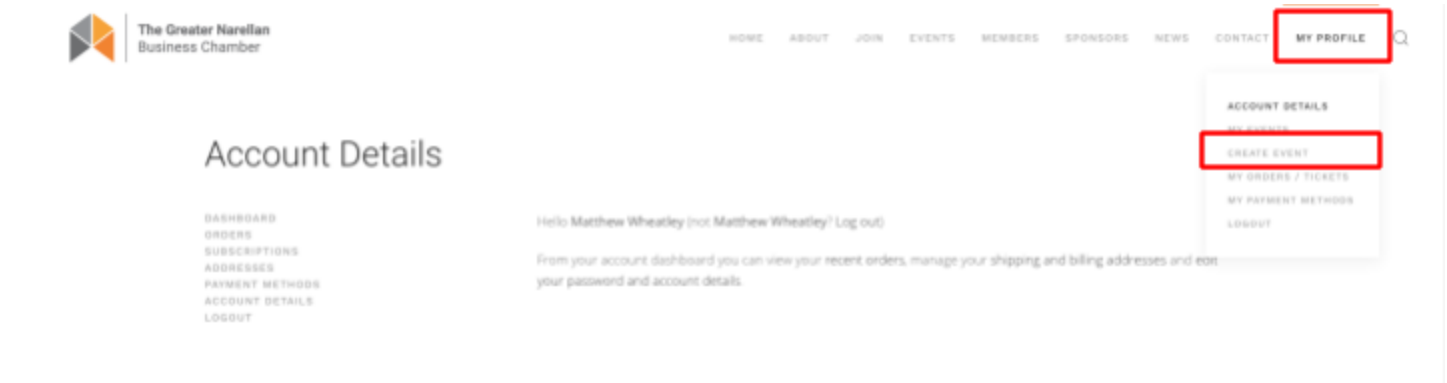 The Greater Narellan
Business Chamber
HOME ABOUT JOIN EVENTS MEMBERS SPONSORS NEWS CONTACT MY PROFILE
ACCOUNT DETAILS
MY EVENTS
CREATE EVENT
MY ORDERS / TICKETS
MY PAYMENT METHODS
LOGOUT
Account Details
DASHBOARD
ORDERS
SUBSCRIPTIONS
ADDRESSES
PAYMENT METHODS
ACCOUNT DETAILS
LOGOUT
Hello Matthew Wheatley (not Matthew Wheatley? Log out)
From your account dashboard you can view your recent orders, manage your shipping and billing addresses and edit
your password and account details.